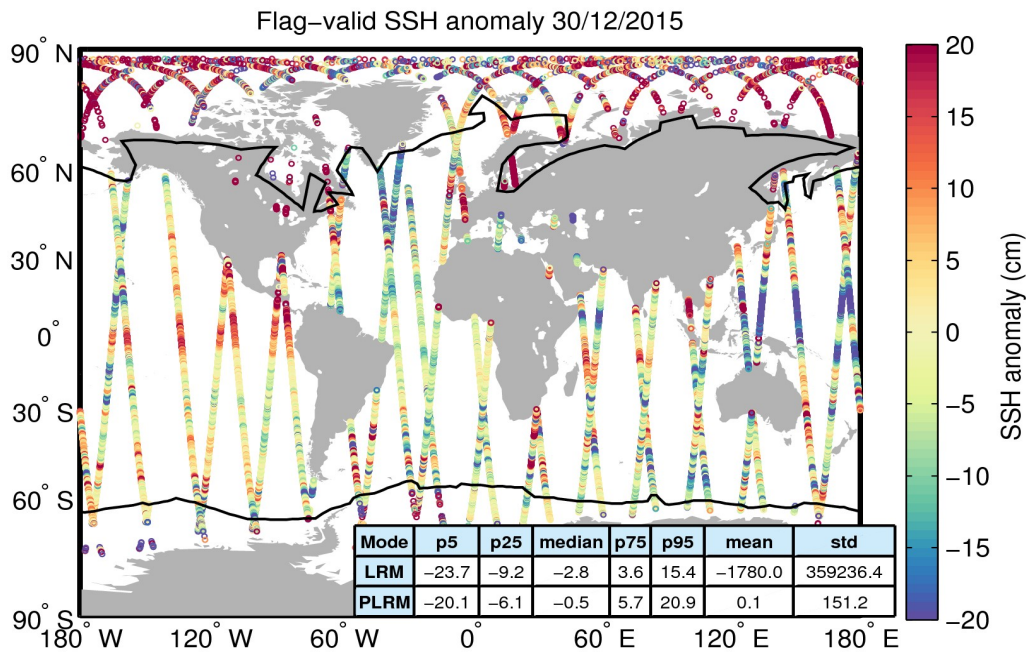 Flag−valid SSH anomaly 30/12/2015
90° N
60° N
30° N
0°
30° S
60° S
90° S
180° W
120° W
60° W
0°
60° E
120° E
180° E
Mode p5 p25 median p75 p95 mean std
LRM −23.7 −9.2 −2.8 3.6 15.4 −1780.0 359236.4
PLRM −20.1 −6.1 −0.5 5.7 20.9 0.1 151.2
20
15
10
5
0
−5
−10
−15
−20
SSH anomaly (cm)